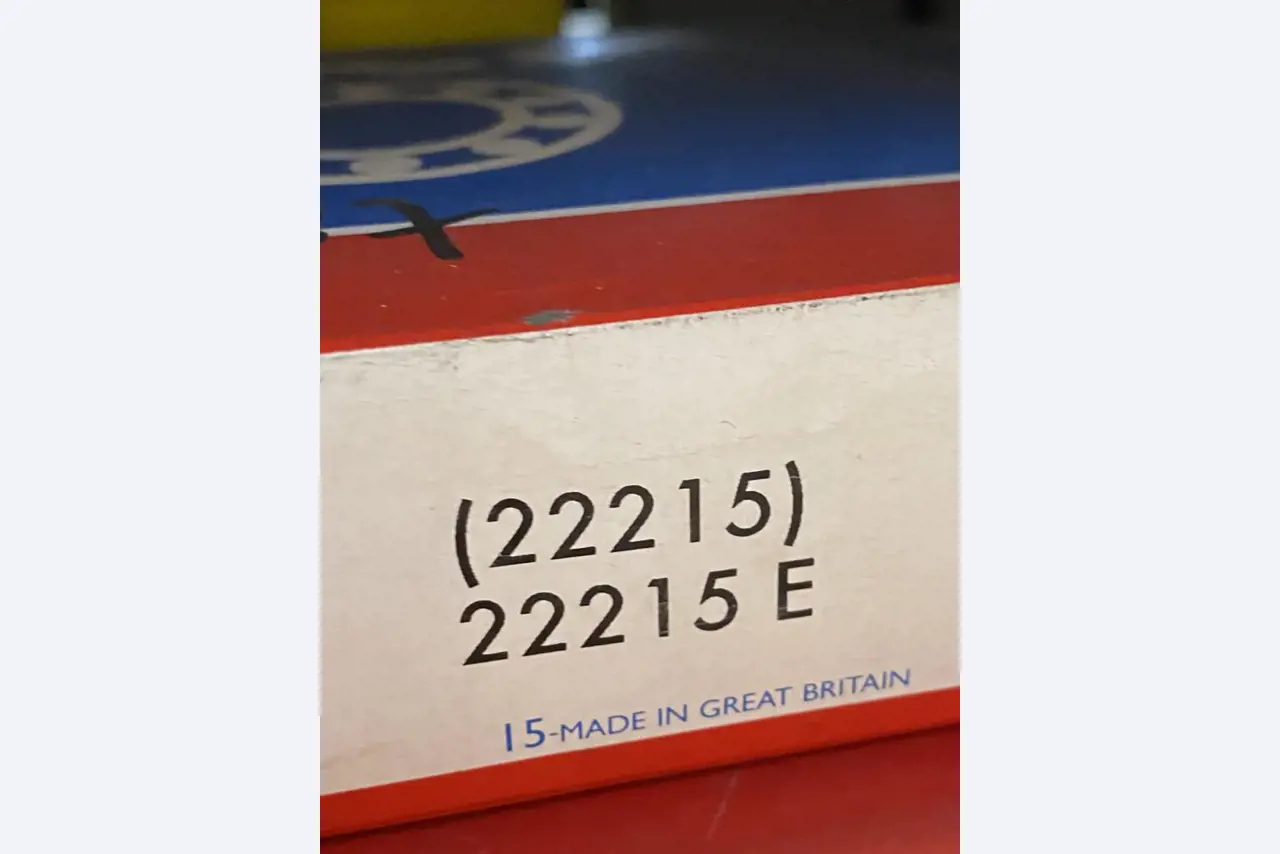 (22215)
22215 E
15-MADE IN GREAT BRITAIN